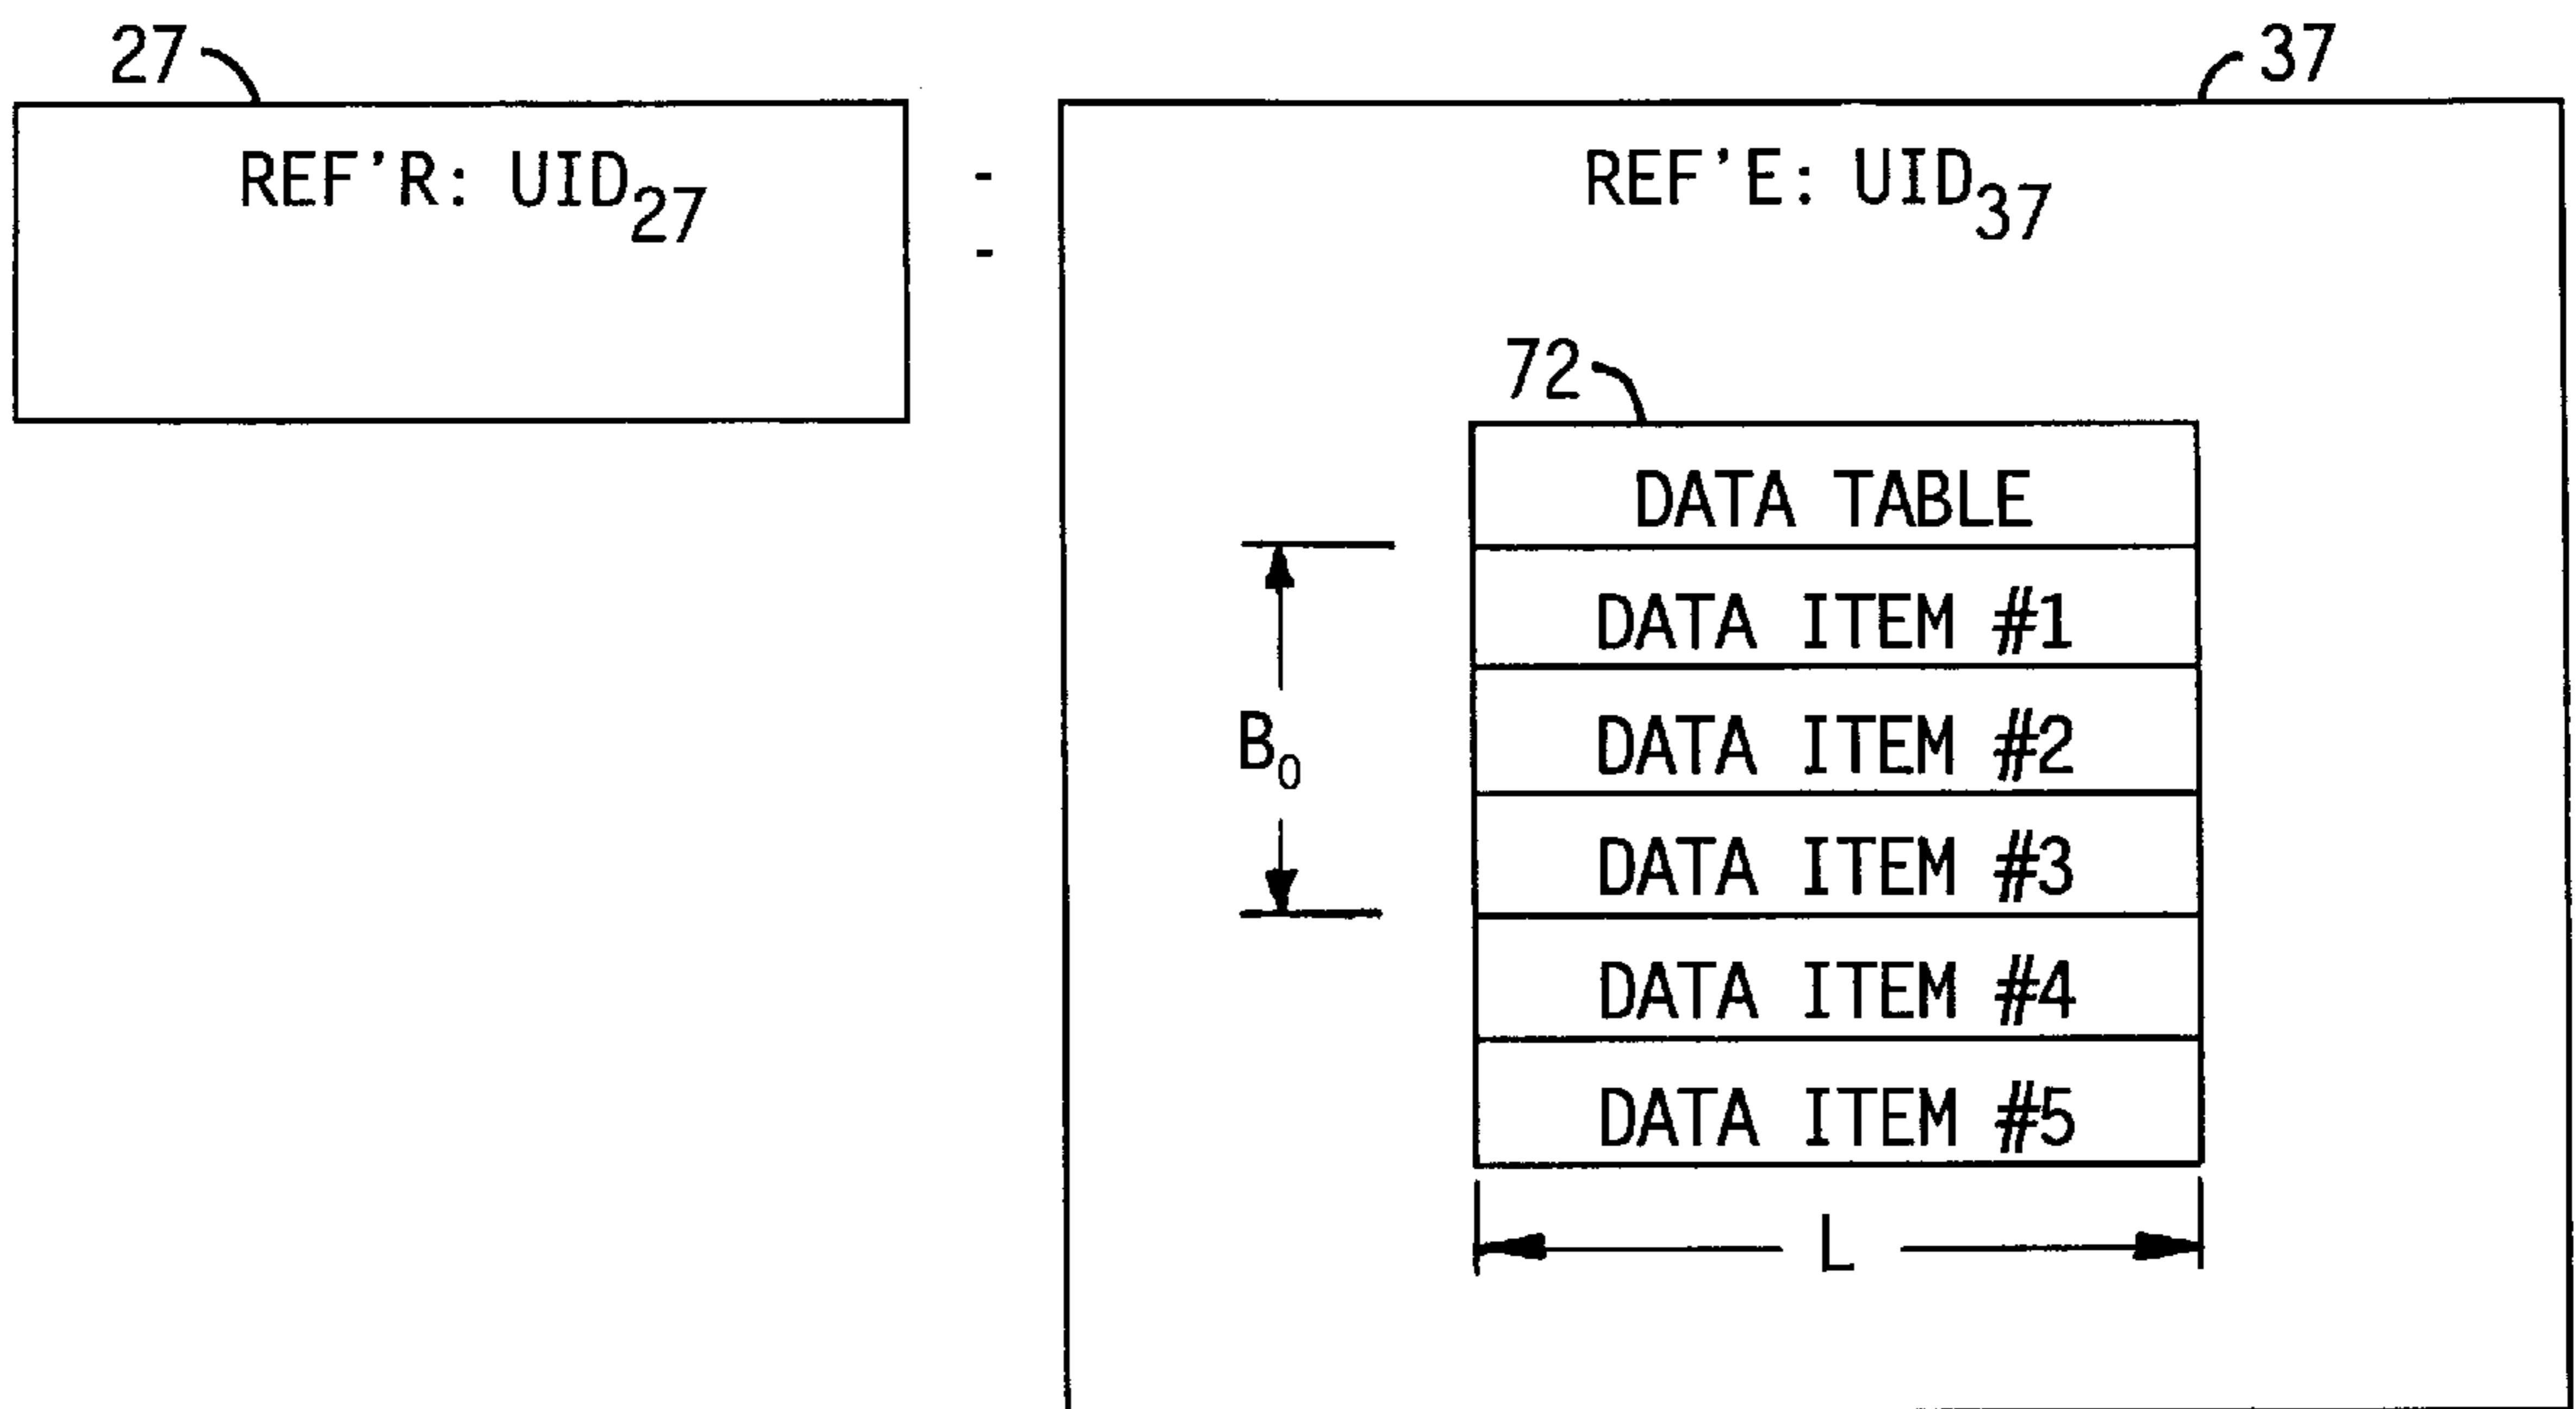 27
37
REF'R: UID27
REF'E: UID37
72
DATA TABLE
DATA ITEM #1
DATA ITEM #2
B0
DATA ITEM #3
DATA ITEM #4
DATA ITEM #5
L